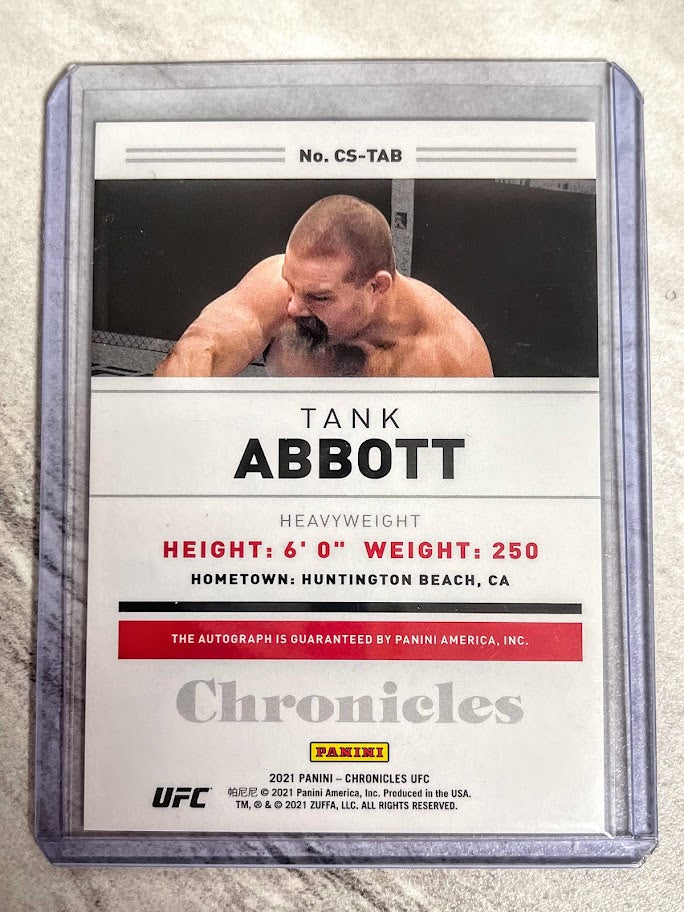 No. CS-TAB
TANK
ABBOTT
HEAVYWEIGHT
HEIGHT: 6' 0" WEIGHT: 250
HOMETOWN: HUNTINGTON BEACH, CA
THE AUTOGRAPH IS GUARANTEED BY PANINI AMERICA, INC.
Chronicles
PANINI
2021 PANINI – CHRONICLES UFC
UFC
帕尼尼 © 2021 Panini America, Inc. Produced in the USA.
TM, ® & © 2021 ZUFFA, LLC. ALL RIGHTS RESERVED.